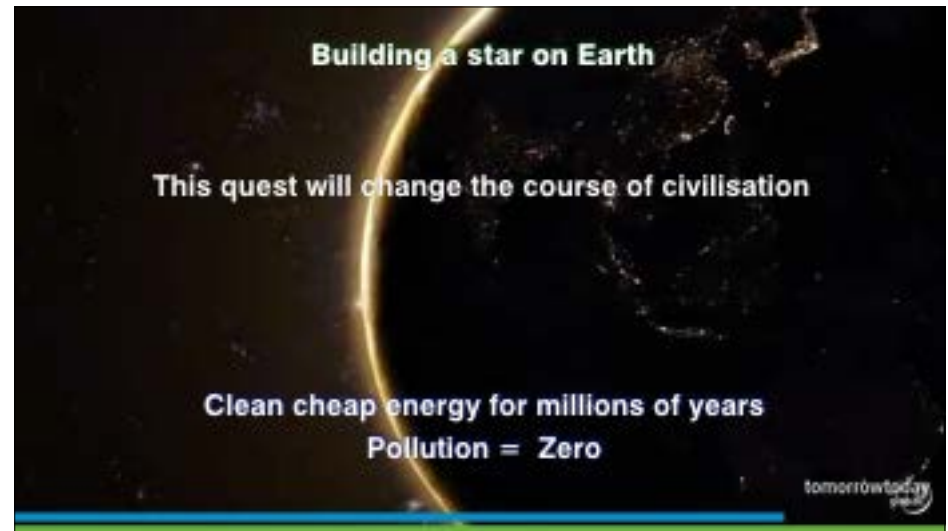 Building a star on Earth
This quest will change the course of civilisation
Clean cheap energy for millions of years
Pollution = Zero
tomorrowtoday